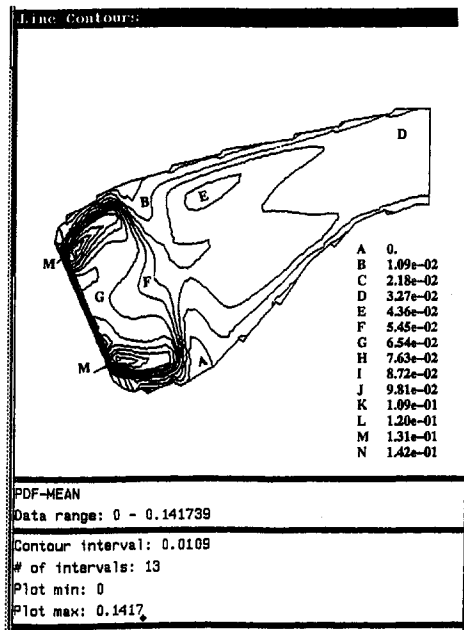 Line Contours
D
B
E
M
F
G
M
A
A 0.
B 1.09e-02
C 2.18e-02
D 3.27e-02
E 4.36e-02
F 5.45e-02
G 6.54e-02
H 7.63e-02
I 8.72e-02
J 9.81e-02
K 1.09e-01
L 1.20e-01
M 1.31e-01
N 1.42e-01
PDF-MEAN
Data range: 0 - 0.141739
Contour interval: 0.0109
# of intervals: 13
Plot min: 0
Plot max: 0.1417